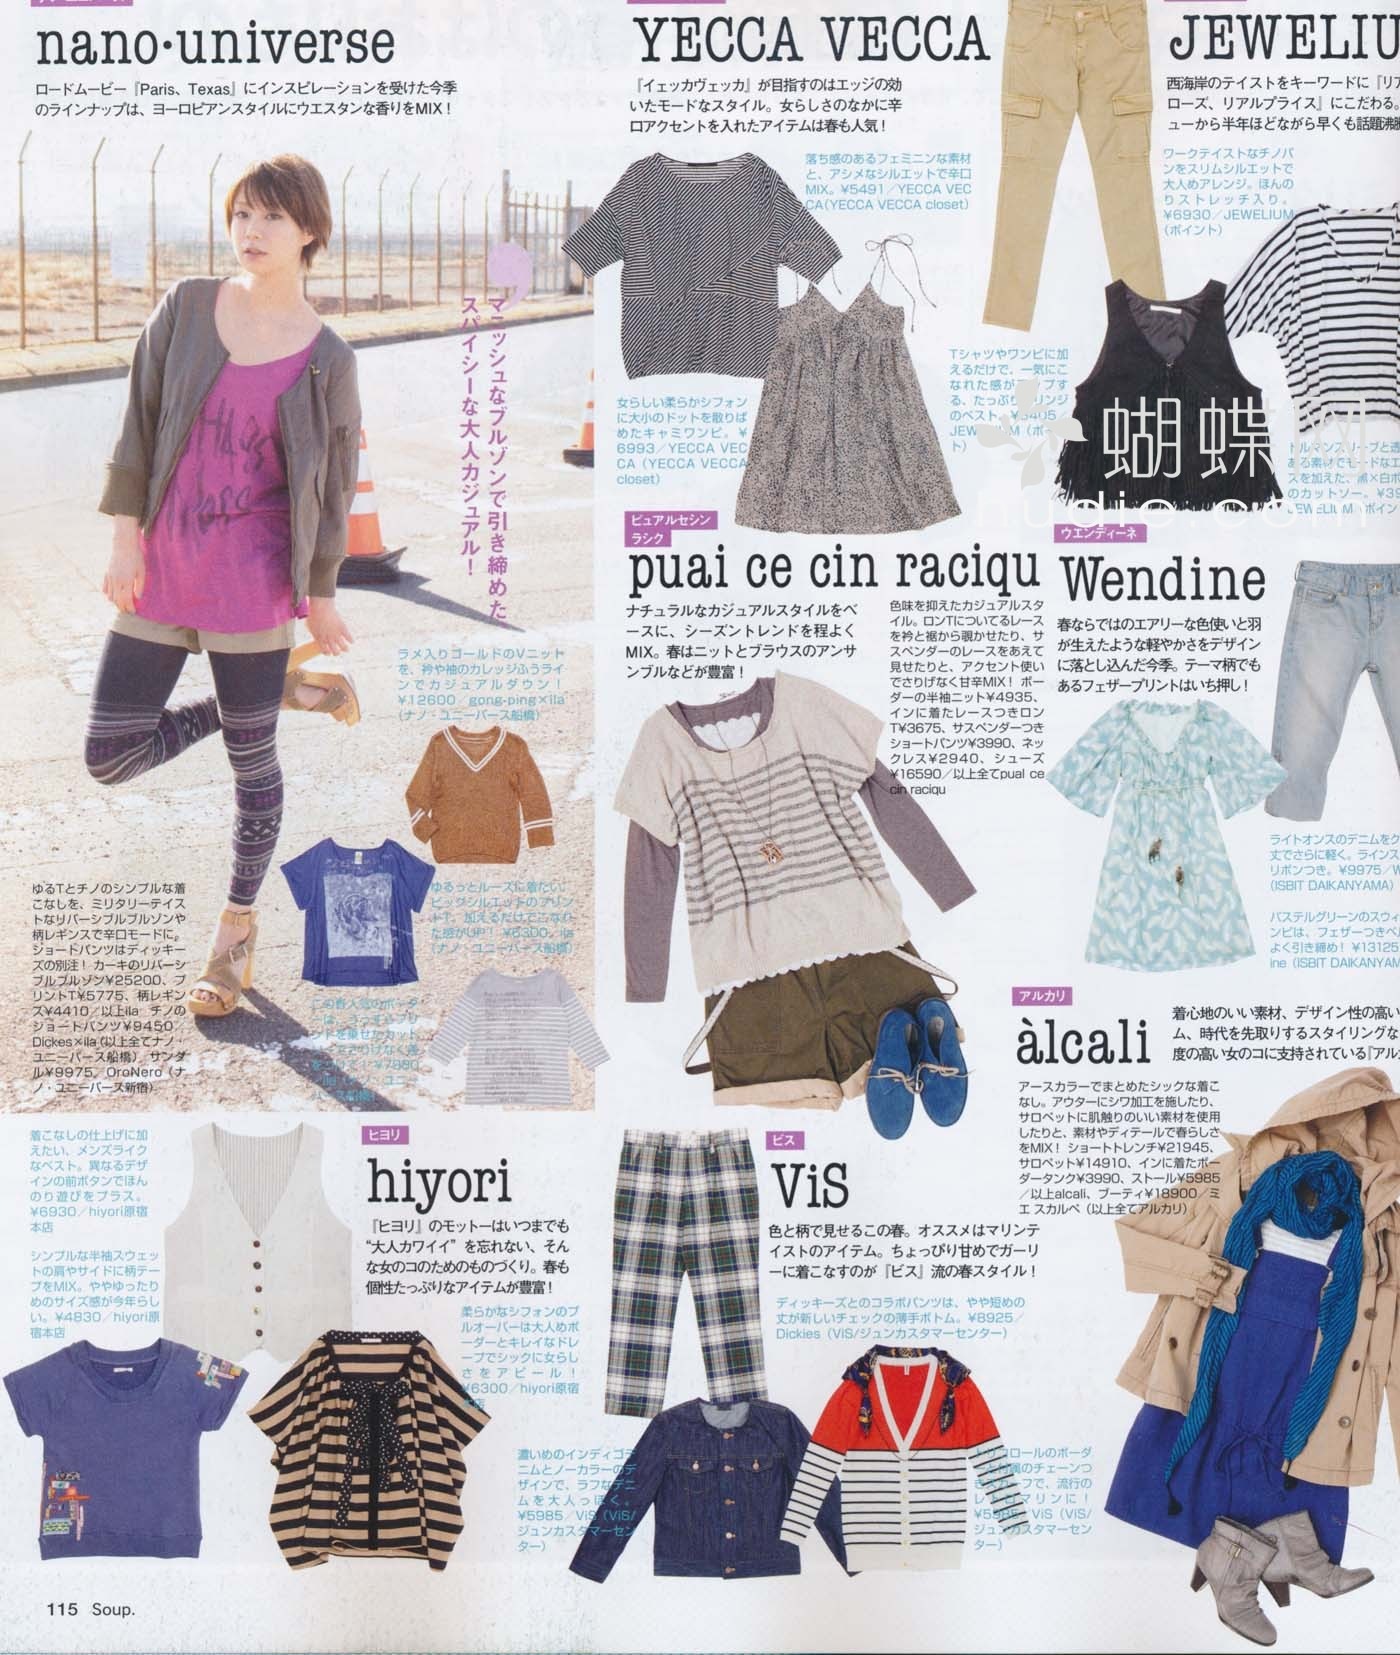 nano・universe
ロードムービー『Paris、Texas』にインスピレーションを受けた今季
のラインナップは、ヨーロピアンスタイルにウエスタンな香りをMIX！
マニッシュなブルゾンで引き締めた、
スパイシーな大人カジュアル！
ラメ入りゴールドのVニット
を、衿や袖のカレッジふうライ
ンでカジュアルダウン！
¥12600／gong-ping×ila
（ナノ・ユニバース船橋）
ゆるTとチノのシンプルな着
こなしを、ミリタリーテイス
トなリバーシブルブルゾンや
柄レギンスで辛口モードに。
ショートパンツはディッキー
ズの別注！ カーキのリバーシ
ブルブルゾン¥25200、プ
リントT¥5775、柄レギン
ス¥4410／以上ila チノの
ショートパンツ¥9450／
Dickes×ila（以上全てナノ・
ユニバース船橋） サンダ
ル¥9975、OroNero（ナ
ノ・ユニバース新宿）
ゆるっとルーズに着たい、
ビッグシルエットのプリン
トT。加えるだけでこなれ
た感がUP！ ¥6300／ila
（ナノ・ユニバース船橋）
YECCA VECCA
『イェッカヴェッカ』が目指すのはエッジの効
いたモードなスタイル。女らしさのなかに辛
口アクセントを入れたアイテムは春も人気！
落ち感のあるフェミニンな素材
と、アシメなシルエットで辛口
MIX。¥5491／YECCA VEC
CA（YECCA VECCA closet）
女らしい柔らかシフォン
に大小のドットを散りば
めたキャミワンピ。¥
6993／YECCA VEC
CA（YECCA VECCA
closet）
JEWELIU
西海岸のテイストをキーワードに『リア
ローズ、リアルプライス』にこだわる。
ューから半年ほどながら早くも話題沸騰
ワークテイストなチノパ
ンをスリムシルエットで
大人めアレンジ。ほんの
りストレッチ入り。
¥6930／JEWELIUM
（ポイント）
Tシャツやワンピに加
えるだけで、一気にこ
なれた感がアップす
る、たっぷりフリンジ
のベスト。¥5405／
JEWELIUM（ポイン
ト）
ドルマンスリーブと透
ある素材でモードなエ
スを加えた、黒×白ボ
のカットソー。¥39
JEWELIUM（ポイン
蝴蝶网
hudie.com
ピュアルセシン
ラシク
puai ce cin raciqu
ナチュラルなカジュアルスタイルをベ
ースに、シーズントレンドを程よく
MIX。春はニットとブラウスのアンサ
ンブルなどが豊富！
色味を抑えたカジュアルスタ
イル。ロンTについてるレース
を衿と裾から覗かせたり、サ
スペンダーのレースをあえて
見せたりと、アクセント使い
でさりげなく甘辛MIX！ ボー
ダーの半袖ニット¥4935、
インに着たレースつきロン
T¥3675、サスペンダーつき
ショートパンツ¥3990、ネッ
クレス¥2940、シューズ
¥16590／以上全てpual ce
cin raciqu
ウエンディーネ
Wendine
春ならではのエアリーな色使いと羽
が生えたような軽やかさをデザイン
に落とし込んだ今季。テーマ柄でも
あるフェザープリントはいち押し！
ライトオンスのデニムをク
丈でさらに軽く。ラインス
リボンつき。¥9975／W
（ISBIT DAIKANYAMA）
パステルグリーンのスウィ
ンピは、フェザーつきベル
よく引き締め！ ¥13125
ine（ISBIT DAIKANYAM
アルカリ
àlcali
着心地のいい素材、デザイン性の高い
ム、時代を先取りするスタイリングな
度の高い女のコに支持されている『アル
アースカラーでまとめたシックな着こ
なし。アウターにシワ加工を施したり、
サロペットに肌触りのいい素材を使用
したりと、素材やディテールで春らしさ
をMIX！ ショートトレンチ¥21945、
サロペット¥14910、インに着たボー
ダータンク¥3990、ストール¥5985
／以上alcali、ブーティ¥18900／ミ
エ スカルペ（以上全てアルカリ）
着こなしの仕上げに加
えたい、メンズライク
なベスト。異なるデザ
インの前ボタンでほん
のり遊びをプラス。
¥6930／hiyori原宿
本店
シンプルな半袖スウェッ
トの肩やサイドに柄テー
プをMIX。ややゆったり
めのサイズ感が今年らし
い。¥4830／hiyori原
宿本店
ヒヨリ
hiyori
『ヒヨリ』のモットーはいつまでも
“大人カワイイ”を忘れない、そん
な女のコのためのものづくり。春も
個性たっぷりなアイテムが豊富！
柔らかなシフォンのプ
ルオーバーは大人めボ
ーダーとキレイなドレ
ープでシックに女らし
さをアピール！
¥6300／hiyori原宿
本店
ビス
ViS
色と柄で見せるこの春。オススメはマリンテ
イストのアイテム。ちょっぴり甘めでガーリ
ーに着こなすのが『ビス』流の春スタイル！
ディッキーズとのコラボパンツは、やや短めの
丈が新しいチェックの薄手ボトム。¥8925／
Dickies（ViS/ジュンカスタマーセンター）
濃いめのインディゴデ
ニムとノーカラーのデ
ザインで、ラフなデニ
ムを大人っぽく。
¥5985／ViS（ViS/
ジュンカスタマーセン
ター）
トリコロールのボーダ
ーと付属のチェーンつ
きスカーフで、流行の
レトロマリンに！
¥5985／ViS（ViS/
ジュンカスタマーセン
ター）
115 Soup.